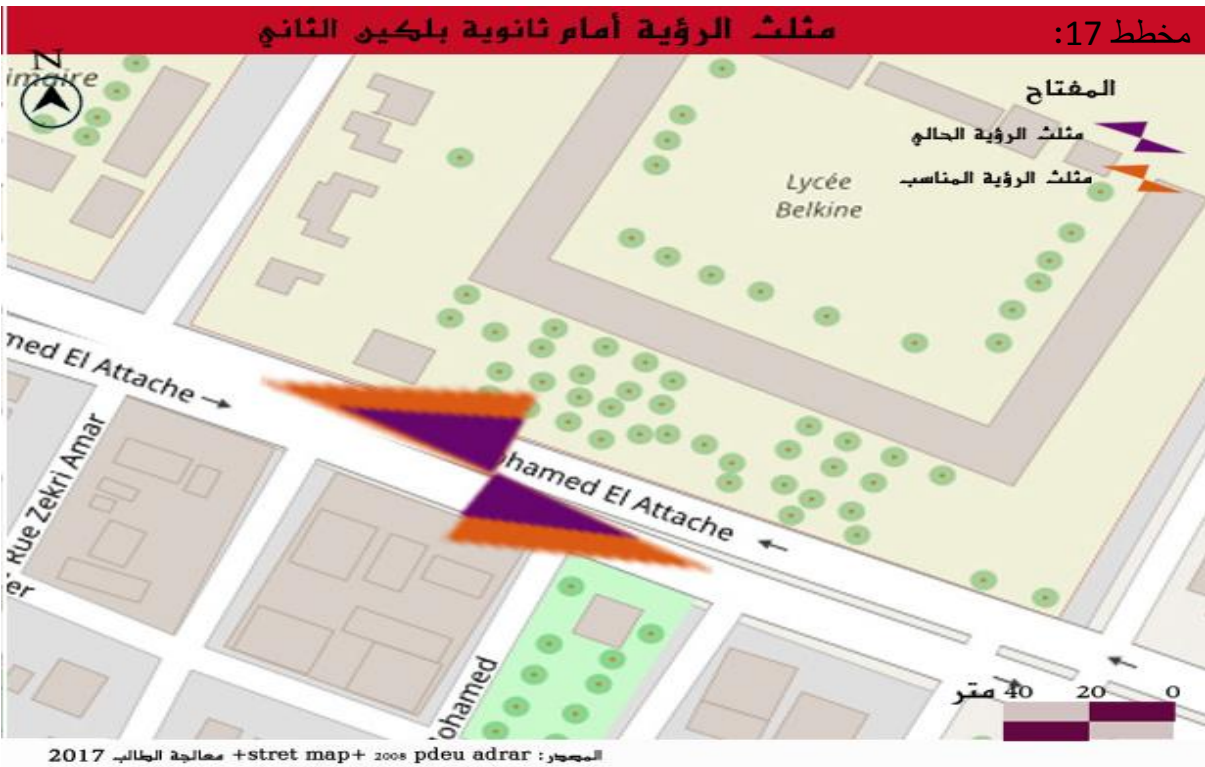 مخطط 17:
مثلث الرؤية أمام ثانوية بلكين الثاني
N
imaire
المفتاح
مثلث الرؤية الحالي
مثلث الرؤية المناسب
Lycée
Belkine
med El Attache →
Rue Zekri Amar
er
ohamed El Attache
←
ohamed
متر 40 20 0
المصدر: stret map+ 2008 pdeu adrar+ معالجة الطالب 2017